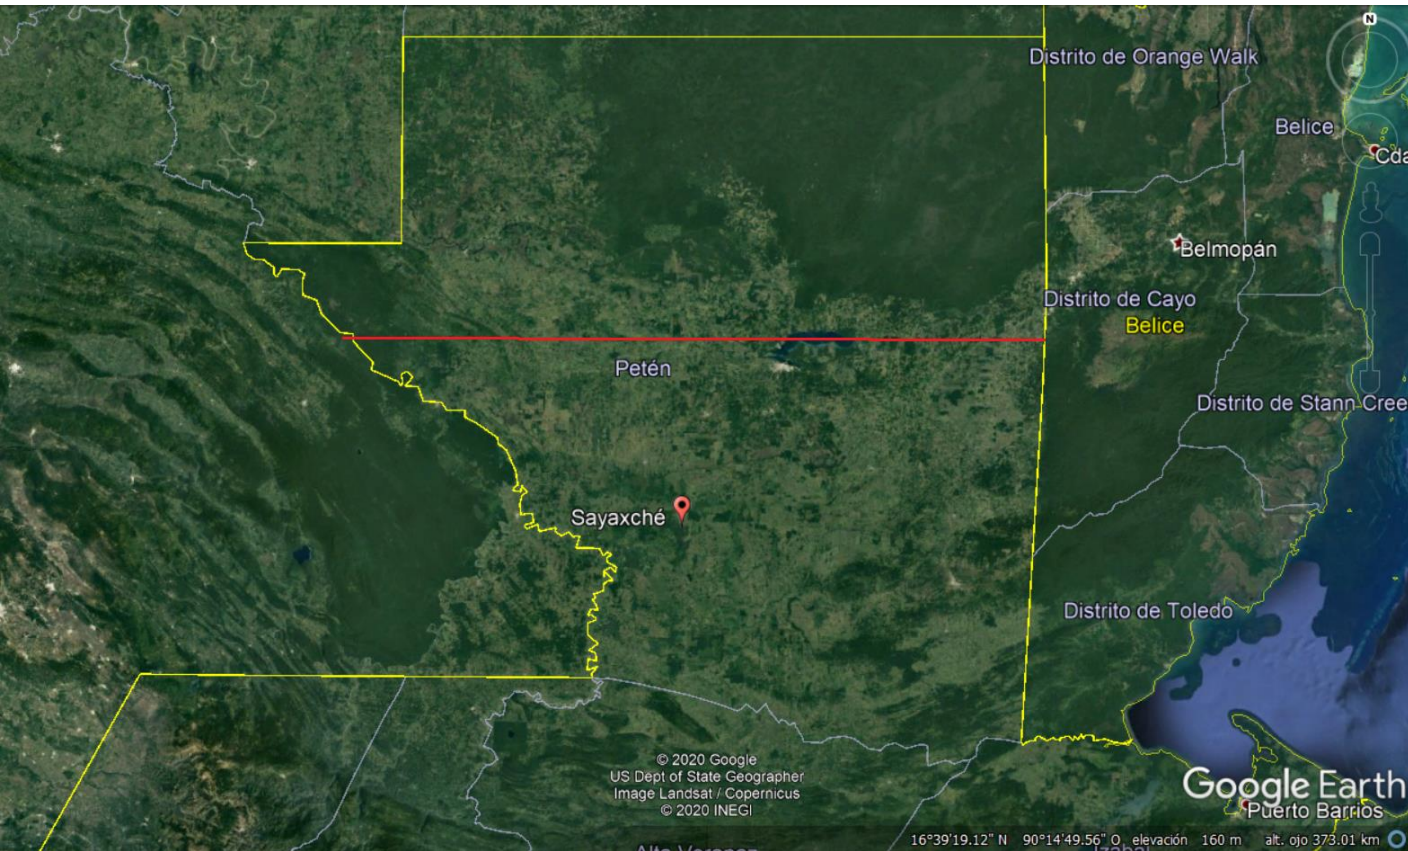 N
Distrito de Orange Walk
Belice
Cda
Belmopán
Distrito de Cayo
Belice
Petén
Distrito de Stann Cree
Sayaxché
Distrito de Toledo
© 2020 Google
US Dept of State Geographer
Image Landsat / Copernicus
© 2020 INEGI
Google Earth
Puerto Barrios
16°39'19.12" N 90°14'49.56" O elevación 160 m alt. ojo 373.01 km